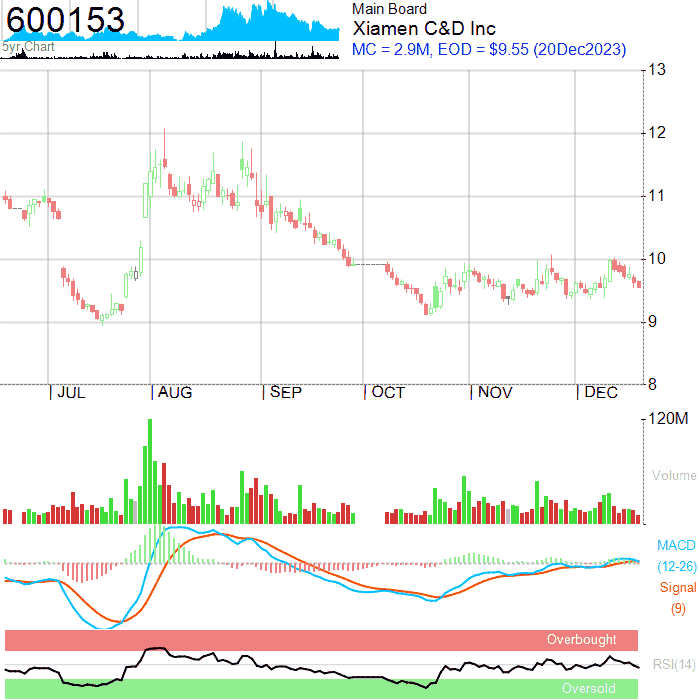 600153
5yr Chart
Main Board
Xiamen C&D Inc
MC = 2.9M, EOD = $9.55 (20Dec2023)
13
12
11
10
9
8
JUL AUG SEP OCT NOV DEC
120M
Volume
MACD
(12-26)
Signal
(9)
Overbought
RSI(14)
Oversold